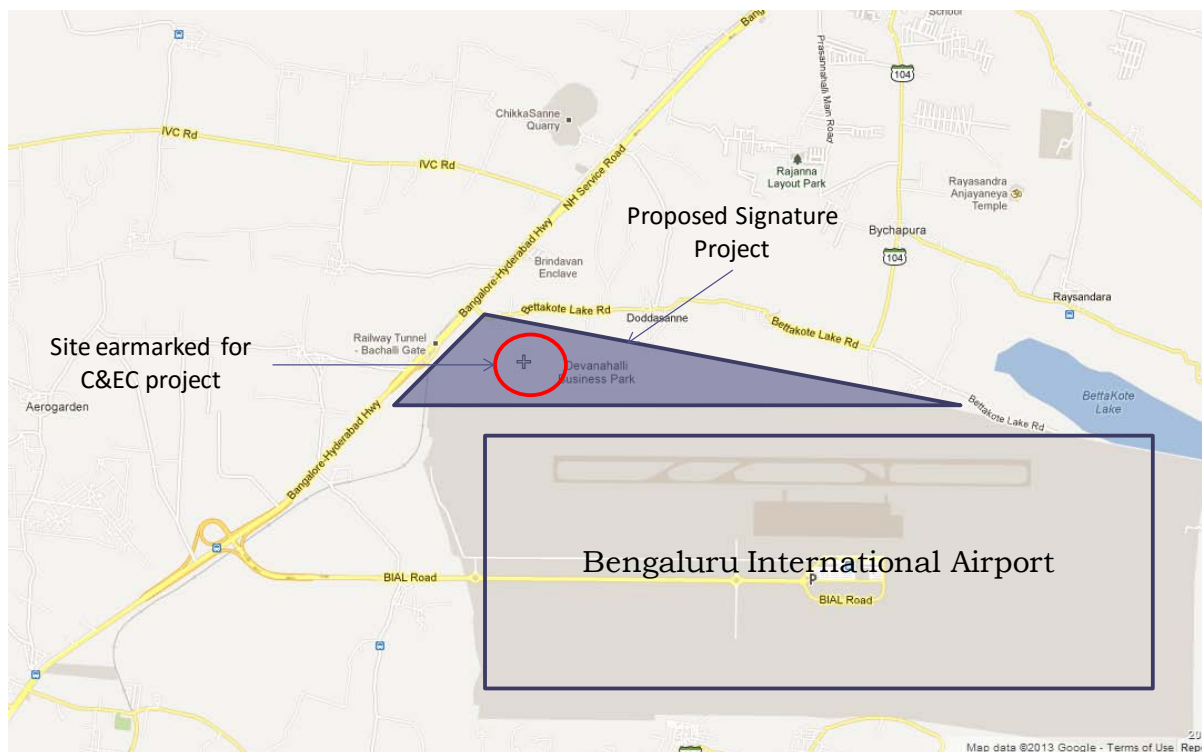 School
Bang
104
Prasannahalli Main Road
ChikkaSanne
Quarry
IVC Rd
IVC Rd
NH Service Road
Rajanna
Layout Park
Rayasandra
Anjayaneya
Temple
Proposed Signature
Project
Bychapura
104
Bangalore-Hyderabad Hwy
Brindavan
Enclave
Raysandara
Bettakote Lake Rd
Doddasanne
Bettakote Lake Rd
Railway Tunnel
- Bachalli Gate
Site earmarked for
C&EC project
Devanahalli
Business Park
Aerogarden
BettaKote
Lake
Bettakote Lake Rd
Bangalore-Hyderabad Hwy
Bengaluru International Airport
BIAL Road
P
BIAL Road
Map data ©2013 Google - Terms of Use Rep